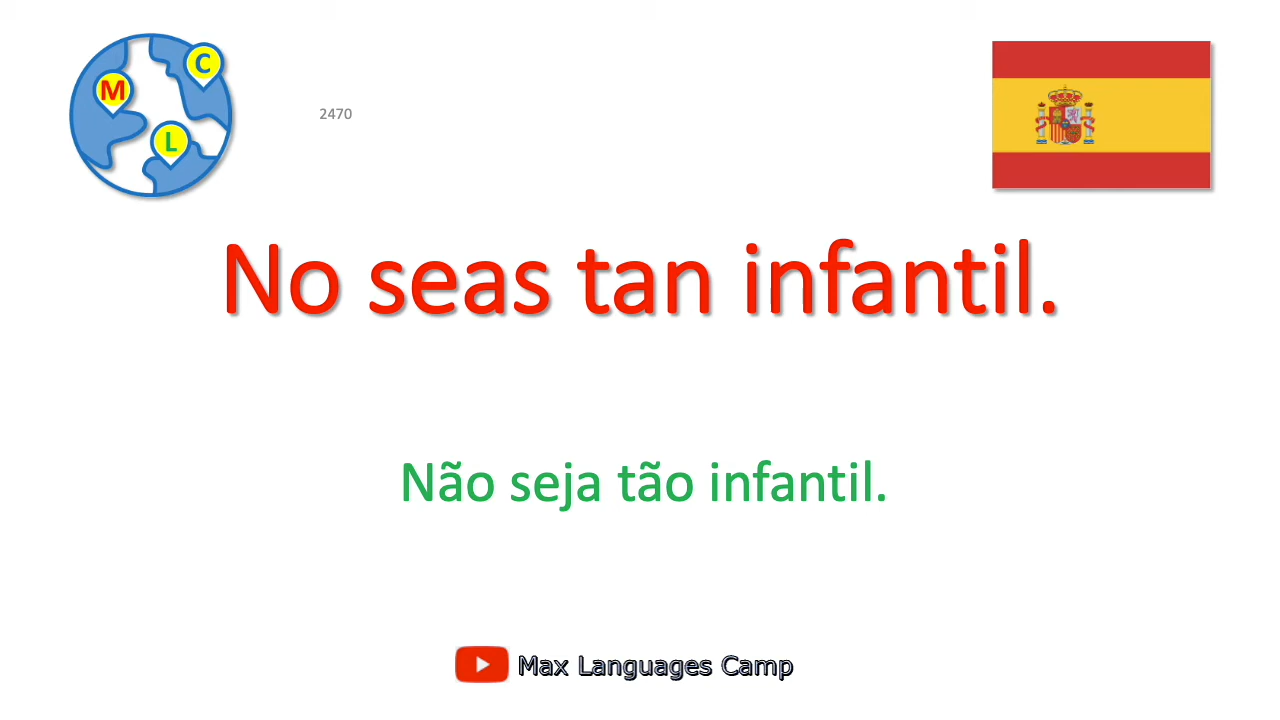 M
C
L
2470
No seas tan infantil.
Não seja tão infantil.
Max Languages Camp